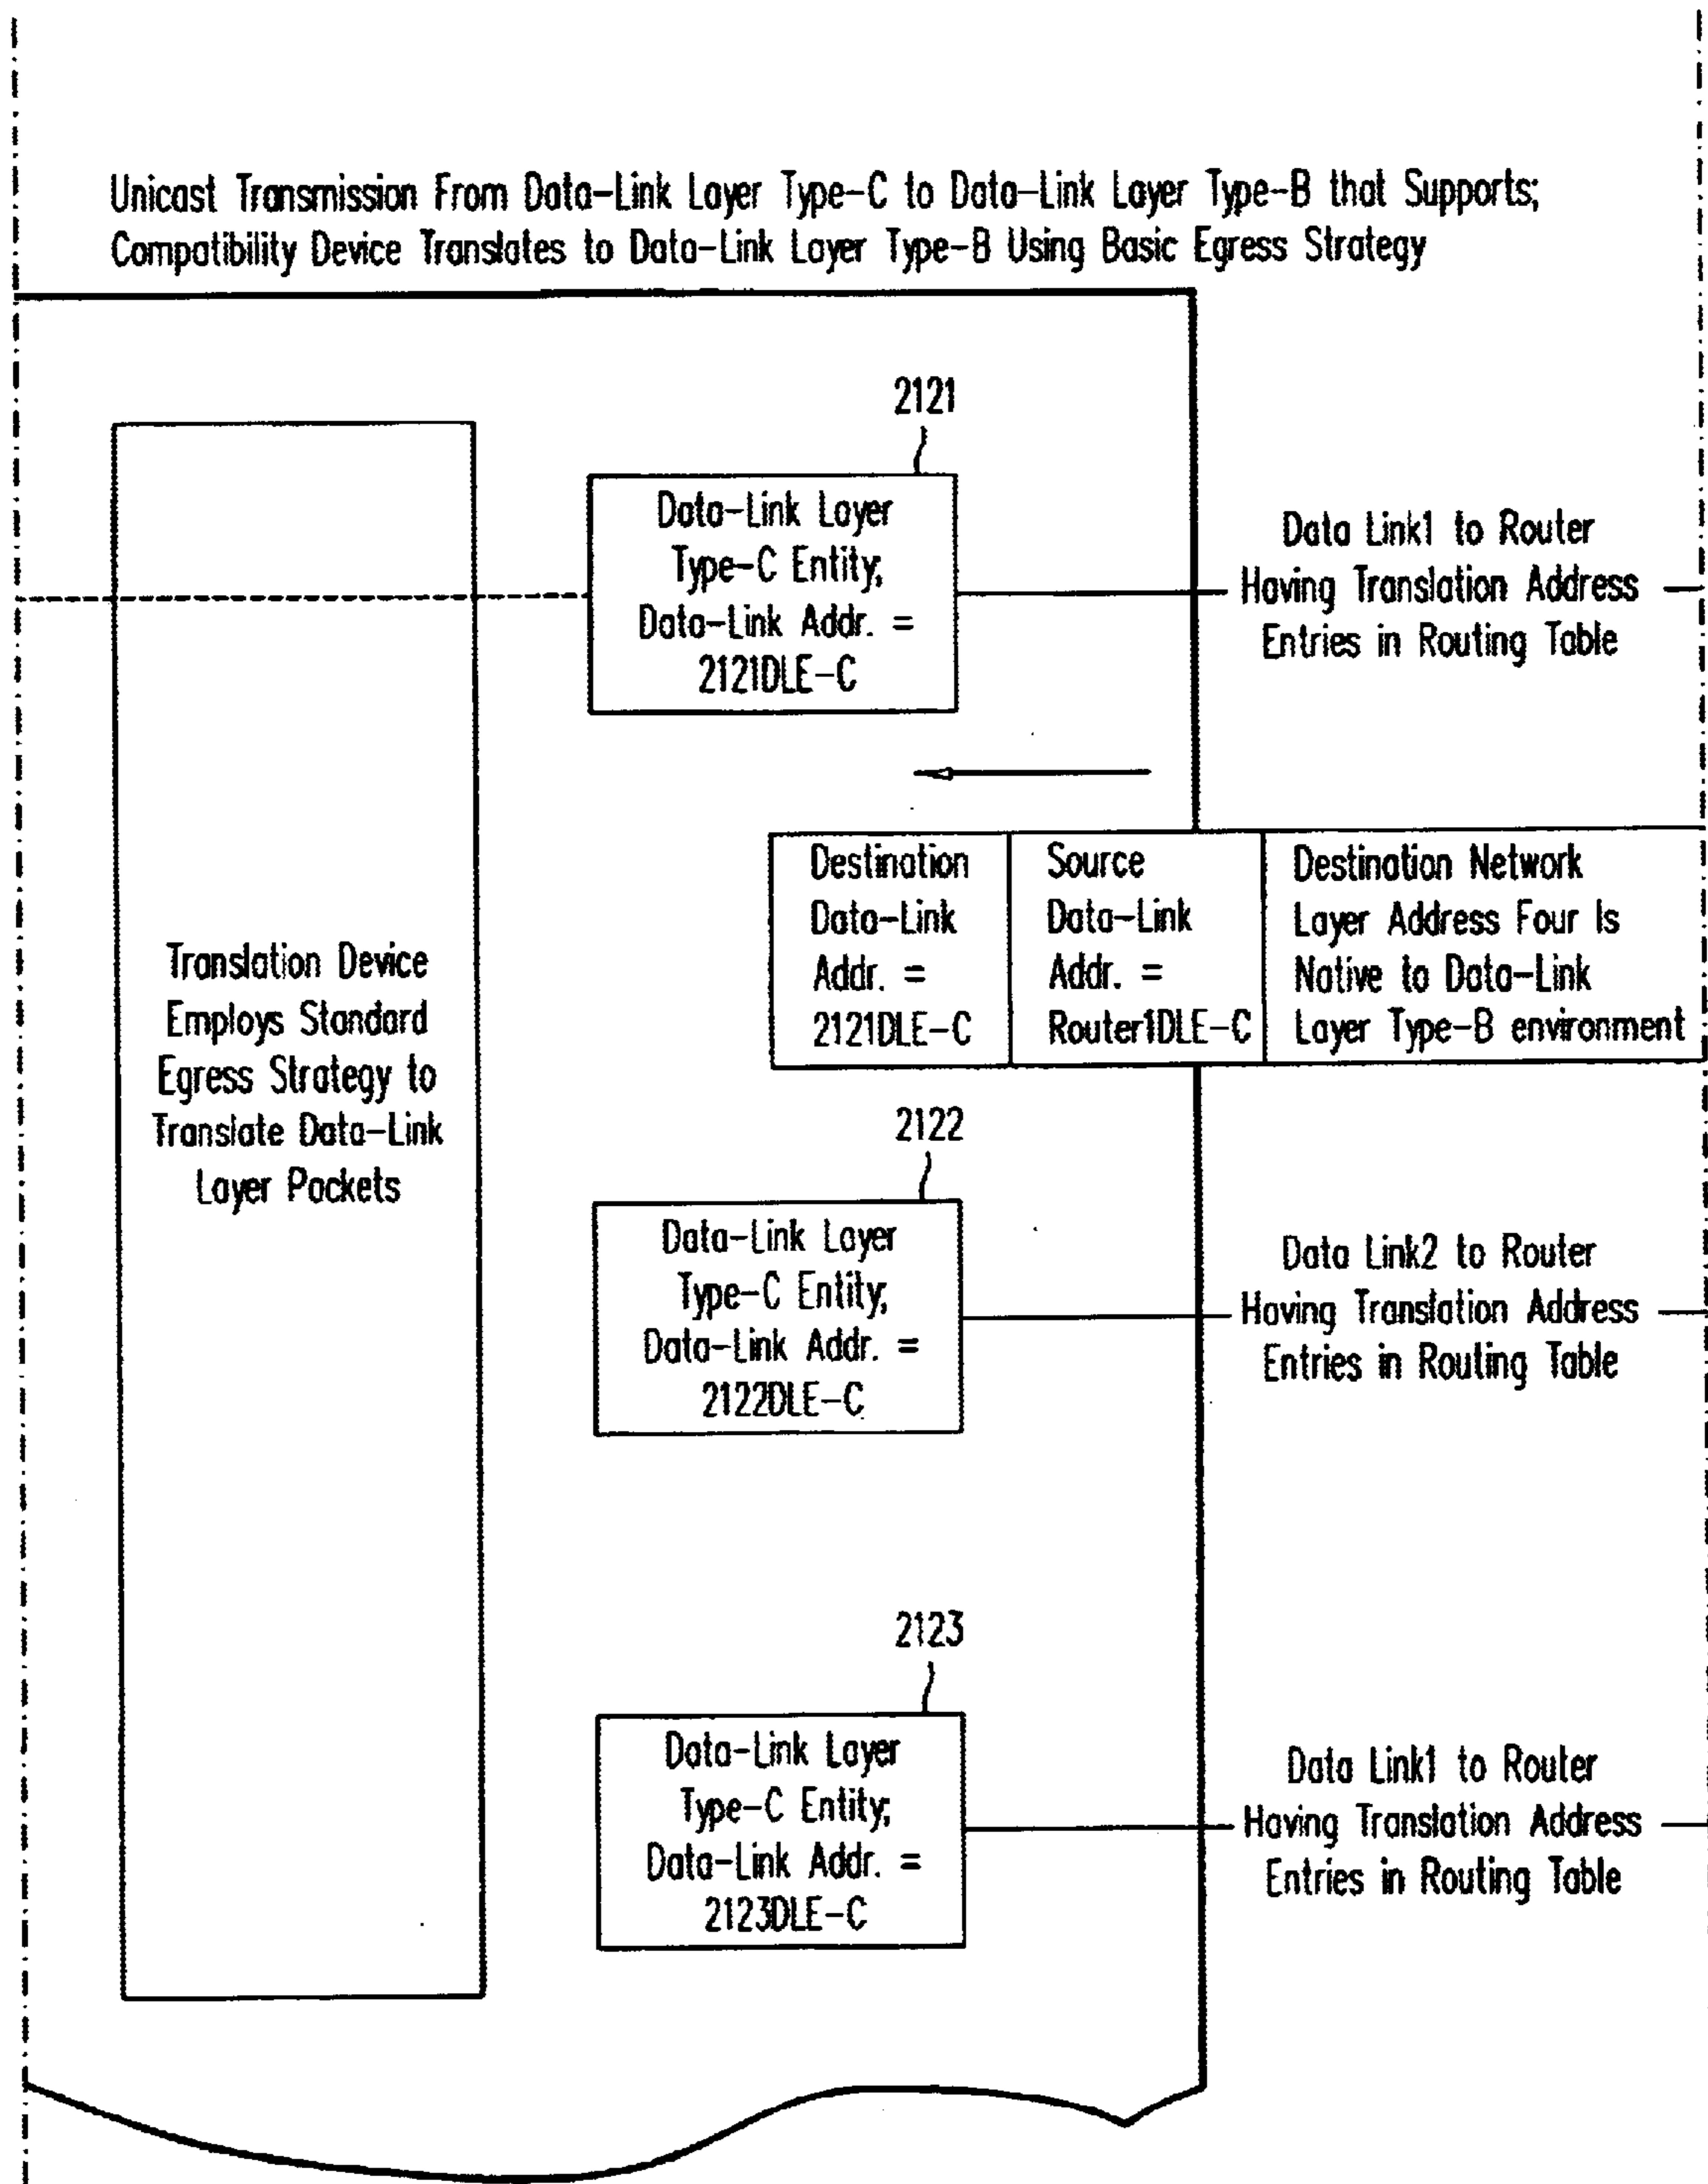 Unicast Transmission From Data-Link Layer Type-C to Data-Link Layer Type-B that Supports;
Compatibility Device Translates to Data-Link Layer Type-B Using Basic Egress Strategy
2121
Data-Link Layer
Type-C Entity;
Data-Link Addr. =
2121DLE-C
Data Link1 to Router
Having Translation Address
Entries in Routing Table
Destination
Data-Link
Addr. =
2121DLE-C
Source
Data-Link
Addr. =
Router1DLE-C
Destination Network
Layer Address Four Is
Native to Data-Link
Layer Type-B environment
Translation Device
Employs Standard
Egress Strategy to
Translate Data-Link
Layer Packets
2122
Data-Link Layer
Type-C Entity;
Data-Link Addr. =
2122DLE-C
Data Link2 to Router
Having Translation Address
Entries in Routing Table
2123
Data-Link Layer
Type-C Entity;
Data-Link Addr. =
2123DLE-C
Data Link1 to Router
Having Translation Address
Entries in Routing Table